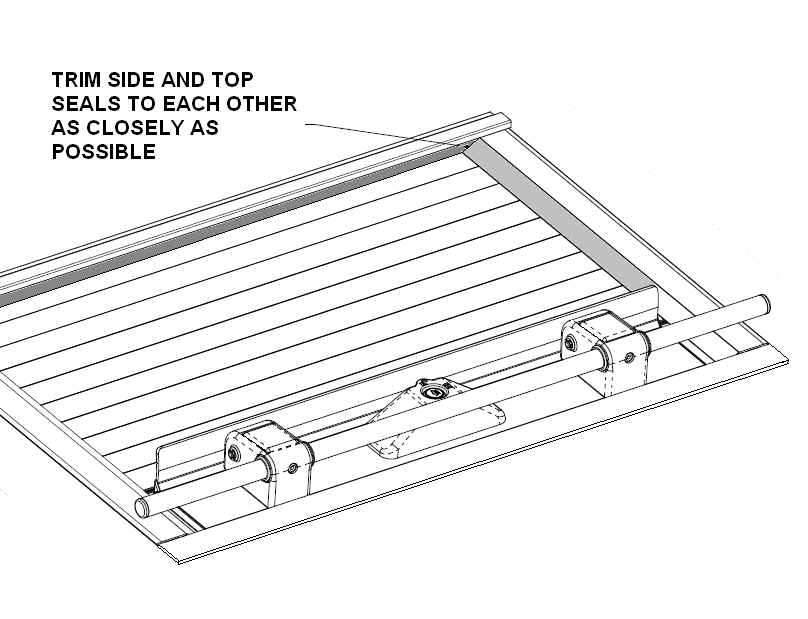 TRIM SIDE AND TOP
SEALS TO EACH OTHER
AS CLOSELY AS
POSSIBLE